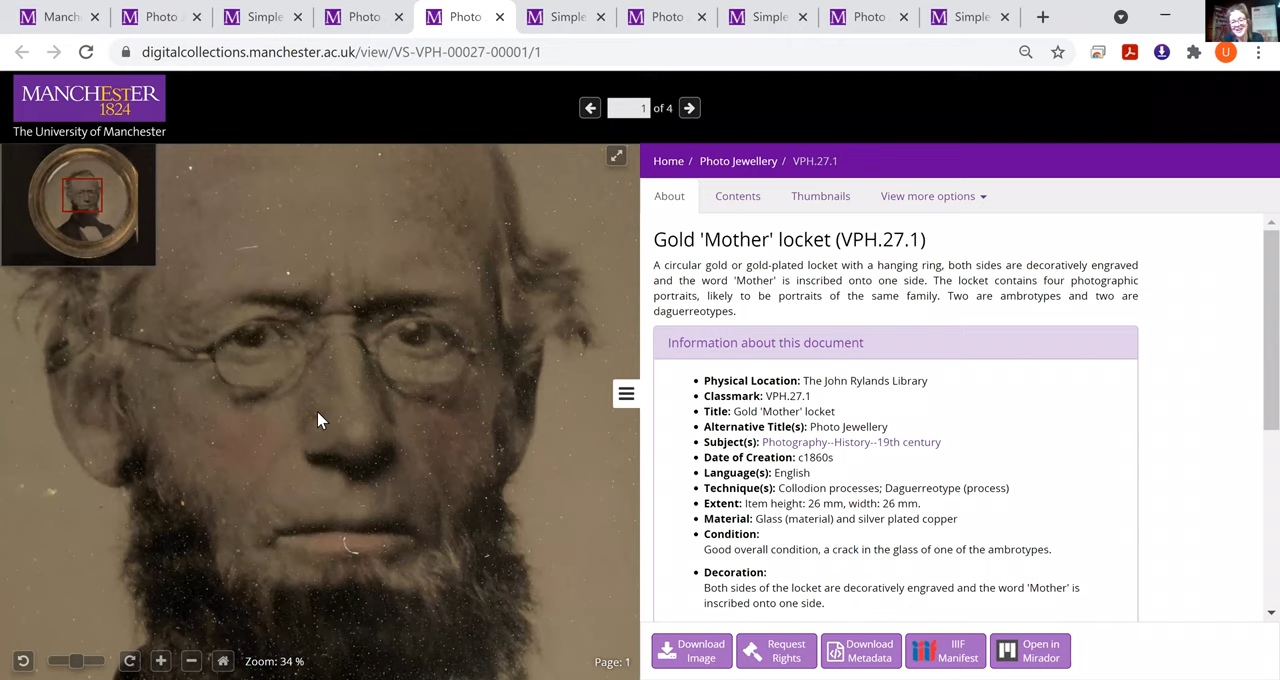 Manch
Photo
Simple
Photo
Photo
Simple
Photo
Simple
Photo
Simple
digitalcollections.manchester.ac.uk/view/VS-VPH-00027-00001/1
U
MANCHESTER
1824
The University of Manchester
1 of 4
Home / Photo Jewellery / VPH.27.1
About Contents Thumbnails View more options
Gold 'Mother' locket (VPH.27.1)
A circular gold or gold-plated locket with a hanging ring, both sides are decoratively engraved
and the word 'Mother' is inscribed onto one side. The locket contains four photographic
portraits, likely to be portraits of the same family. Two are ambrotypes and two are
daguerreotypes.
Information about this document
• Physical Location: The John Rylands Library
• Classmark: VPH.27.1
• Title: Gold 'Mother' locket
• Alternative Title(s): Photo Jewellery
• Subject(s): Photography--History--19th century
• Date of Creation: c1860s
• Language(s): English
• Technique(s): Collodion processes; Daguerreotype (process)
• Extent: Item height: 26 mm, width: 26 mm.
• Material: Glass (material) and silver plated copper
• Condition:
Good overall condition, a crack in the glass of one of the ambrotypes.
• Decoration:
Both sides of the locket are decoratively engraved and the word 'Mother' is
inscribed onto one side.
Zoom: 34 %
Page: 1
Download
Image
Request
Rights
Download
Metadata
IIIF
Manifest
Open in
Mirador